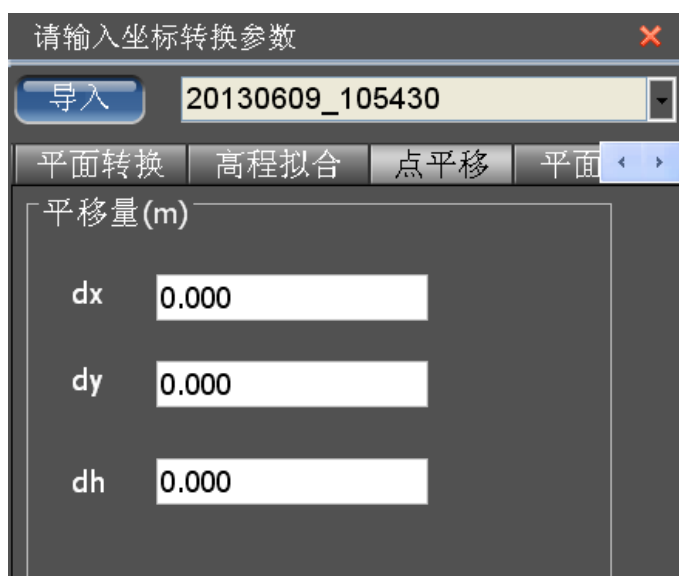 请输入坐标转换参数
导入 20130609_105430
平面转换 高程拟合 点平移 平面
平移量(m)
dx 0.000
dy 0.000
dh 0.000